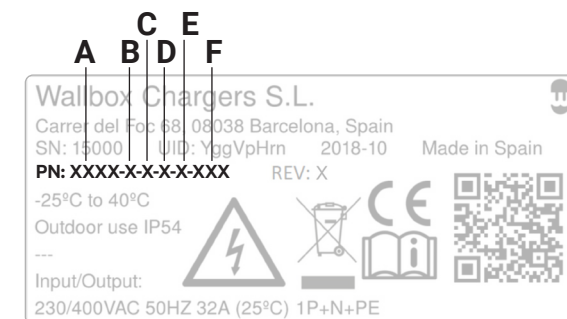 C E
A B D F
Wallbox Chargers S.L.
Carrer del Foc 68, 08038 Barcelona, Spain
SN: 15000 UID: YggVpHrn 2018-10 Made in Spain
PN: XXXX-X-X-X-X-XXX REV: X
-25ºC to 40ºC
Outdoor use IP54
---
Input/Output:
230/400VAC 50HZ 32A (25ºC) 1P+N+PE
CE
i